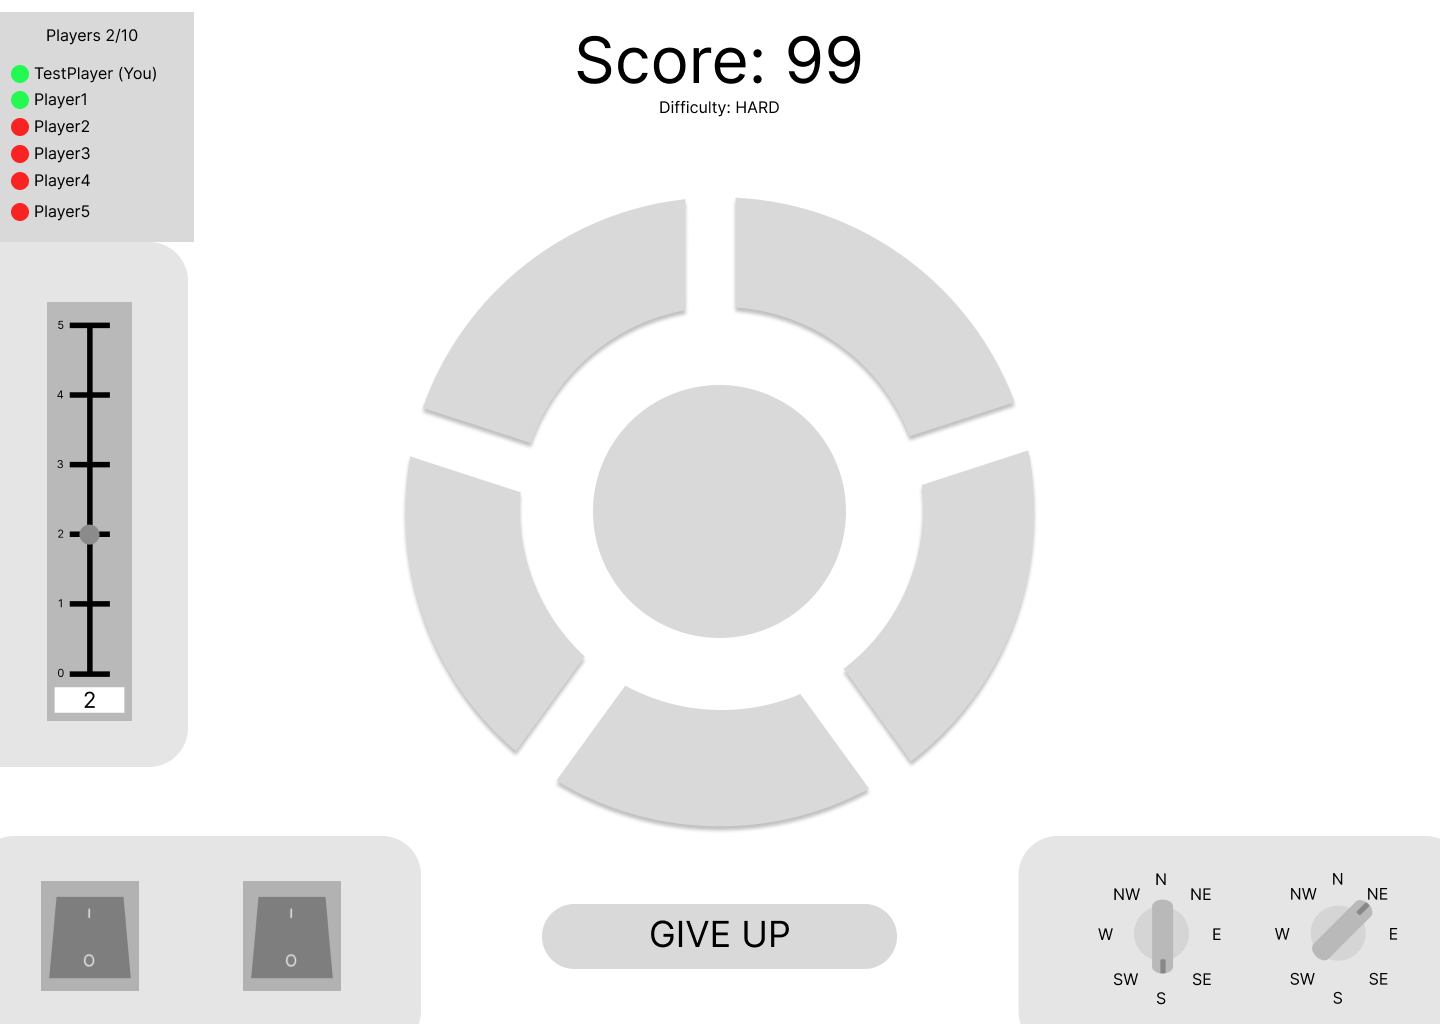 Players 2/10
TestPlayer (You)
Player1
Player2
Player3
Player4
Player5
Score: 99
Difficulty: HARD
5
4
3
2
1
0
2
I
O
I
O
GIVE UP
N
NW NE
W E
SW SE
S
N
NW NE
W E
SW SE
S